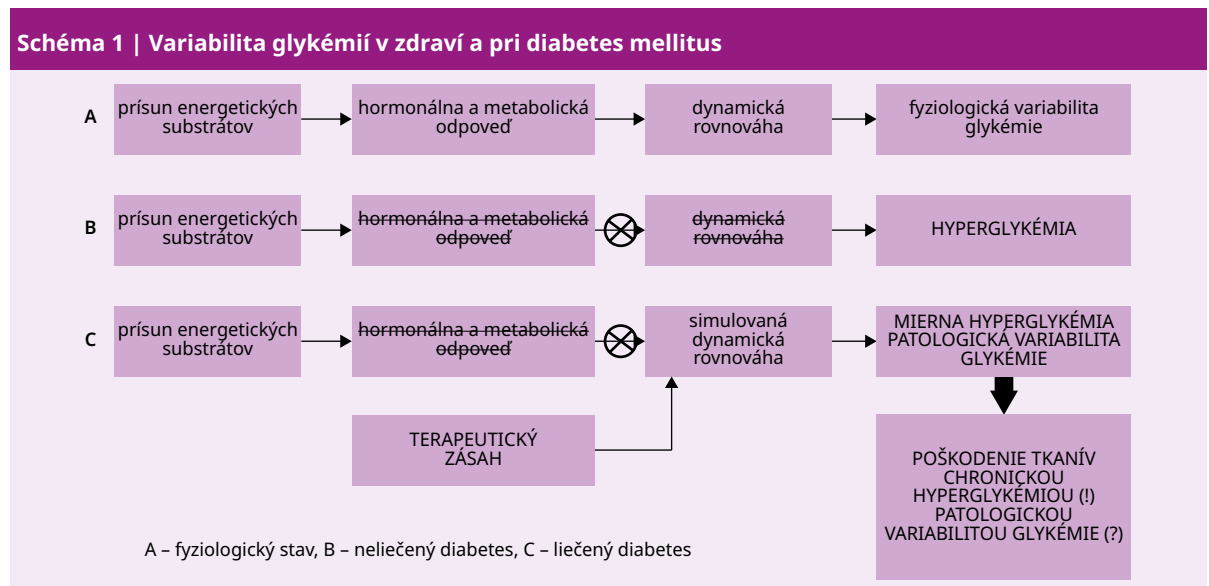 Schéma 1 | Variabilita glykémií v zdraví a pri diabetes mellitus
A
prísun energetických
substrátov
hormonálna a metabolická
odpoveď
dynamická
rovnováha
fyziologická variabilita
glykémie
B
prísun energetických
substrátov
hormonálna a metabolická
odpoveď
dynamická
rovnováha
HYPERGLYKÉMIA
C
prísun energetických
substrátov
hormonálna a metabolická
odpoveď
simulovaná
dynamická
rovnováha
MIERNA HYPERGLYKÉMIA
PATOLOGICKÁ VARIABILITA
GLYKÉMIE
TERAPEUTICKÝ
ZÁSAH
POŠKODENIE TKANÍV
CHRONICKOU
HYPERGLYKÉMIOU (!)
PATOLOGICKOU
VARIABILITOU GLYKÉMIE (?)
A – fyziologický stav, B – neliečený diabetes, C – liečený diabetes